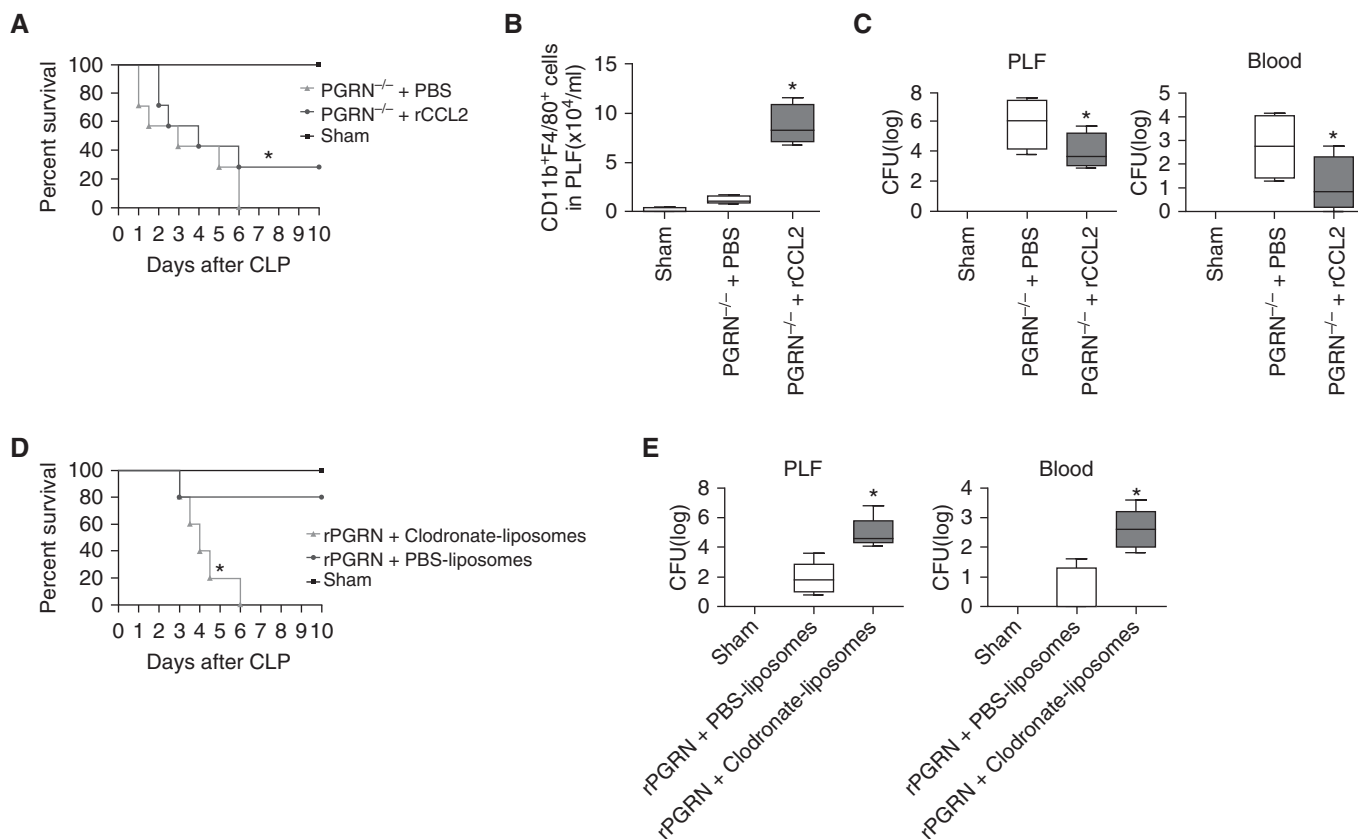 A
100
80
60
40
20
0
Percent survival
0 1 2 3 4 5 6 7 8 9 10
Days after CLP
PGRN–/– + PBS
PGRN–/– + rCCL2
Sham
*
B
15
10
5
0
CD11b+F4/80+ cells
in PLF(x10⁴/ml)
*
Sham
PGRN–/– + PBS
PGRN–/– + rCCL2
C
PLF
8
6
4
2
0
CFU(log)
*
Sham
PGRN–/– + PBS
PGRN–/– + rCCL2
Blood
5
4
3
2
1
0
CFU(log)
*
Sham
PGRN–/– + PBS
PGRN–/– + rCCL2
D
100
80
60
40
20
0
Percent survival
0 1 2 3 4 5 6 7 8 9 10
Days after CLP
rPGRN + Clodronate-liposomes
rPGRN + PBS-liposomes
Sham
*
E
PLF
8
6
4
2
0
CFU(log)
*
Sham
rPGRN + PBS-liposomes
rPGRN + Clodronate-liposomes
Blood
4
3
2
1
0
CFU(log)
*
Sham
rPGRN + PBS-liposomes
rPGRN + Clodronate-liposomes